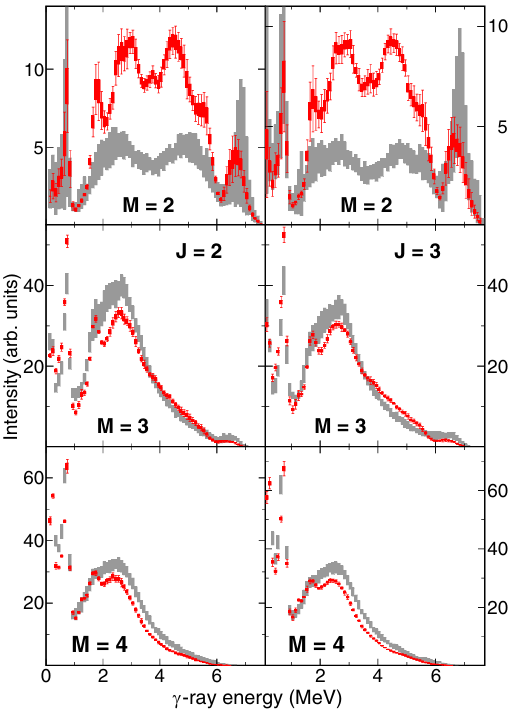 10
10
5
5
M = 2
M = 2
J = 2
J = 3
40
40
20
20
Intensity (arb. units)
M = 3
M = 3
60
60
40
40
20
20
M = 4
M = 4
0
2
4
6
2
4
6
γ-ray energy (MeV)